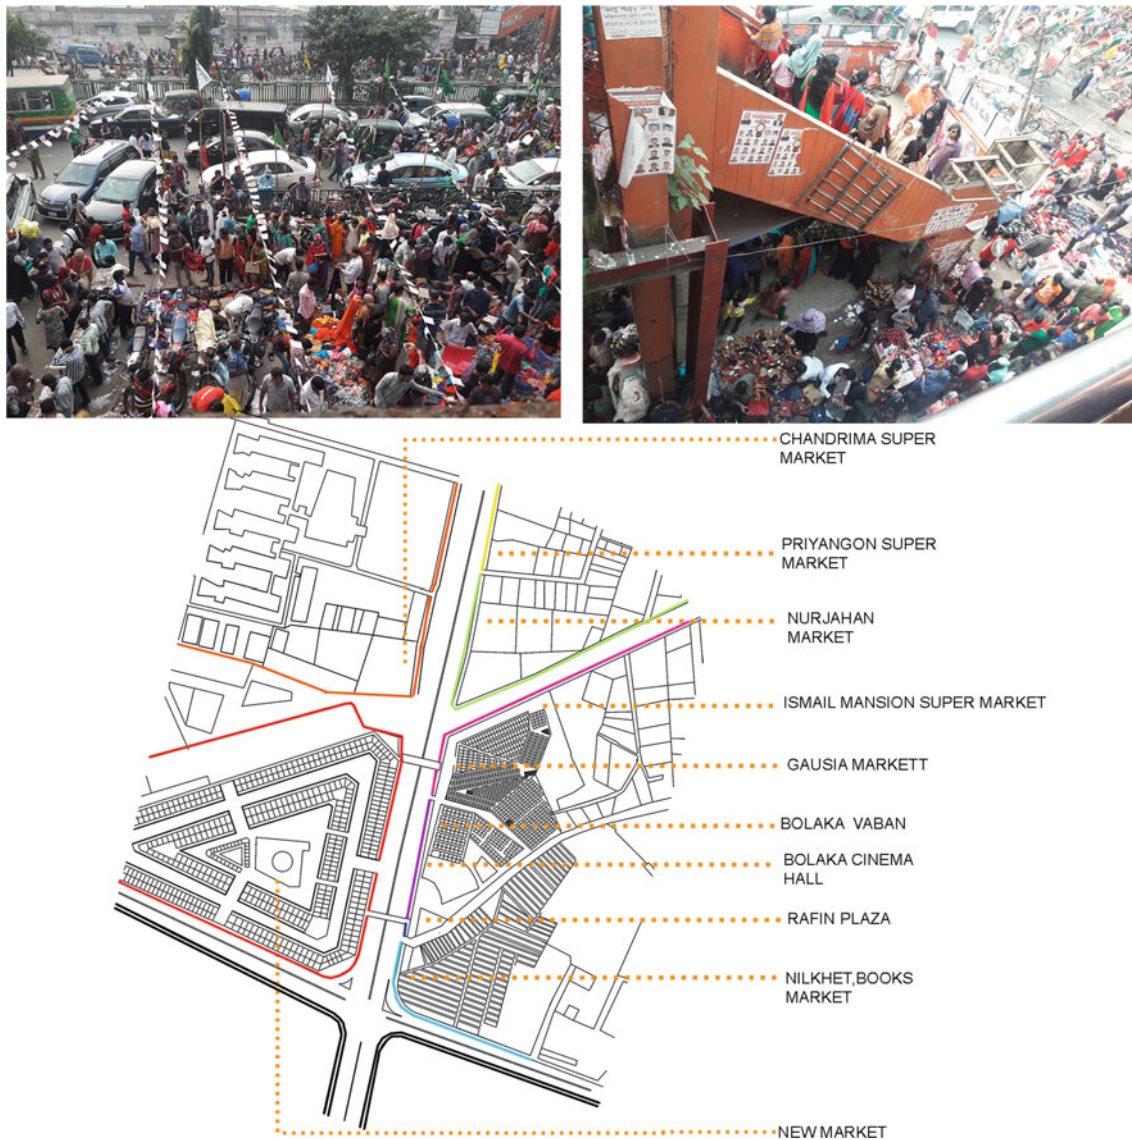 CHANDRIMA SUPER
MARKET
PRIYANGON SUPER
MARKET
NURJAHAN
MARKET
ISMAIL MANSION SUPER MARKET
GAUSIA MARKETT
BOLAKA VABAN
BOLAKA CINEMA
HALL
RAFIN PLAZA
NILKHET,BOOKS
MARKET
NEW MARKET